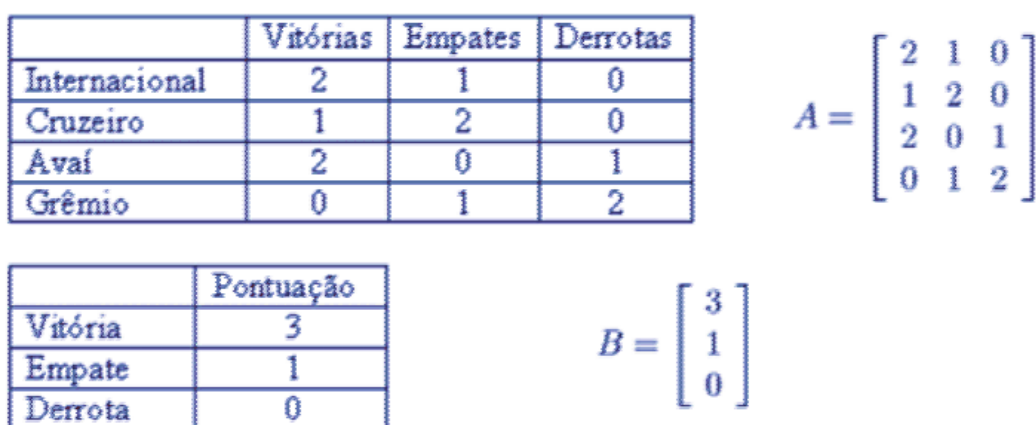 Vitórias Empates Derrotas
Internacional 2 1 0
Cruzeiro 1 2 0
Avaí 2 0 1
Grêmio 0 1 2
A = [ 2 1 0
1 2 0
2 0 1
0 1 2 ]
Pontuação
Vitória 3
Empate 1
Derrota 0
B = [ 3
1
0 ]